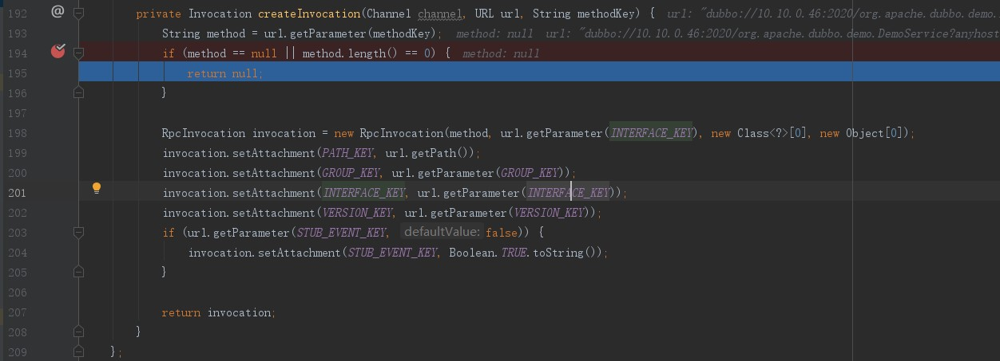 192 @ private Invocation createInvocation(Channel channel, URL url, String methodKey) { url: "dubbo://10.10.0.46:2020/org.apache.dubbo.demo.
193 String method = url.getParameter(methodKey); method: null url: "dubbo://10.10.0.46:2020/org.apache.dubbo.demo.DemoService?anyhost
194 if (method == null || method.length() == 0) { method: null
195 return null;
196 }
197
198 RpcInvocation invocation = new RpcInvocation(method, url.getParameter(INTERFACE_KEY), new Class<?>[0], new Object[0]);
199 invocation.setAttachment(PATH_KEY, url.getPath());
200 invocation.setAttachment(GROUP_KEY, url.getParameter(GROUP_KEY));
201 invocation.setAttachment(INTERFACE_KEY, url.getParameter(INTERFACE_KEY));
202 invocation.setAttachment(VERSION_KEY, url.getParameter(VERSION_KEY));
203 if (url.getParameter(STUB_EVENT_KEY, defaultValue: false)) {
204 invocation.setAttachment(STUB_EVENT_KEY, Boolean.TRUE.toString());
205 }
206
207 return invocation;
208 }
209 };